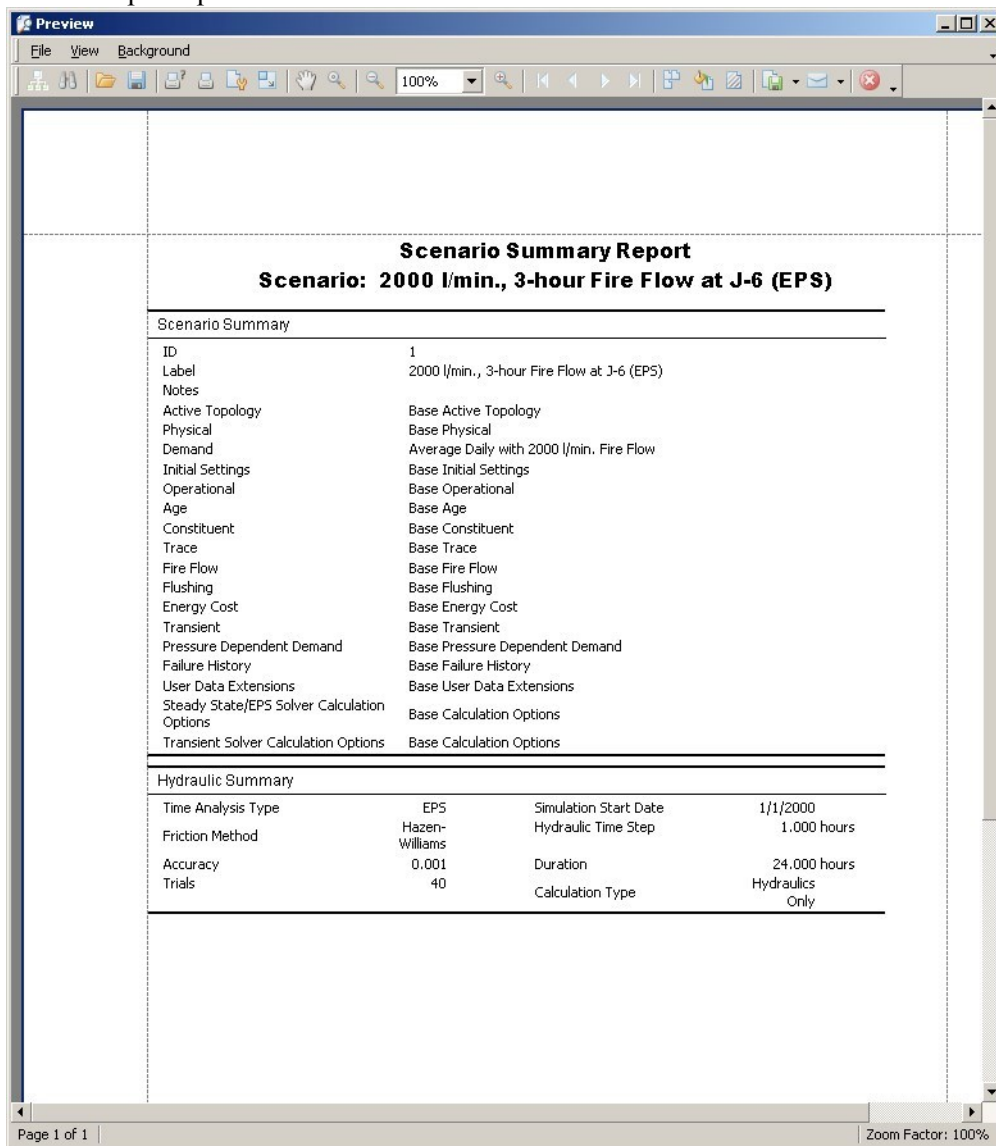 Preview
File View Background
100%
Scenario Summary Report
Scenario: 2000 l/min., 3-hour Fire Flow at J-6 (EPS)
Scenario Summary
ID 1
Label 2000 l/min., 3-hour Fire Flow at J-6 (EPS)
Notes
Active Topology Base Active Topology
Physical Base Physical
Demand Average Daily with 2000 l/min. Fire Flow
Initial Settings Base Initial Settings
Operational Base Operational
Age Base Age
Constituent Base Constituent
Trace Base Trace
Fire Flow Base Fire Flow
Flushing Base Flushing
Energy Cost Base Energy Cost
Transient Base Transient
Pressure Dependent Demand Base Pressure Dependent Demand
Failure History Base Failure History
User Data Extensions Base User Data Extensions
Steady State/EPS Solver Calculation
Options Base Calculation Options
Transient Solver Calculation Options Base Calculation Options
Hydraulic Summary
Time Analysis Type EPS Simulation Start Date 1/1/2000
Friction Method Hazen-
Williams Hydraulic Time Step 1.000 hours
Accuracy 0.001 Duration 24.000 hours
Trials 40 Calculation Type Hydraulics
Only
Page 1 of 1 Zoom Factor: 100%